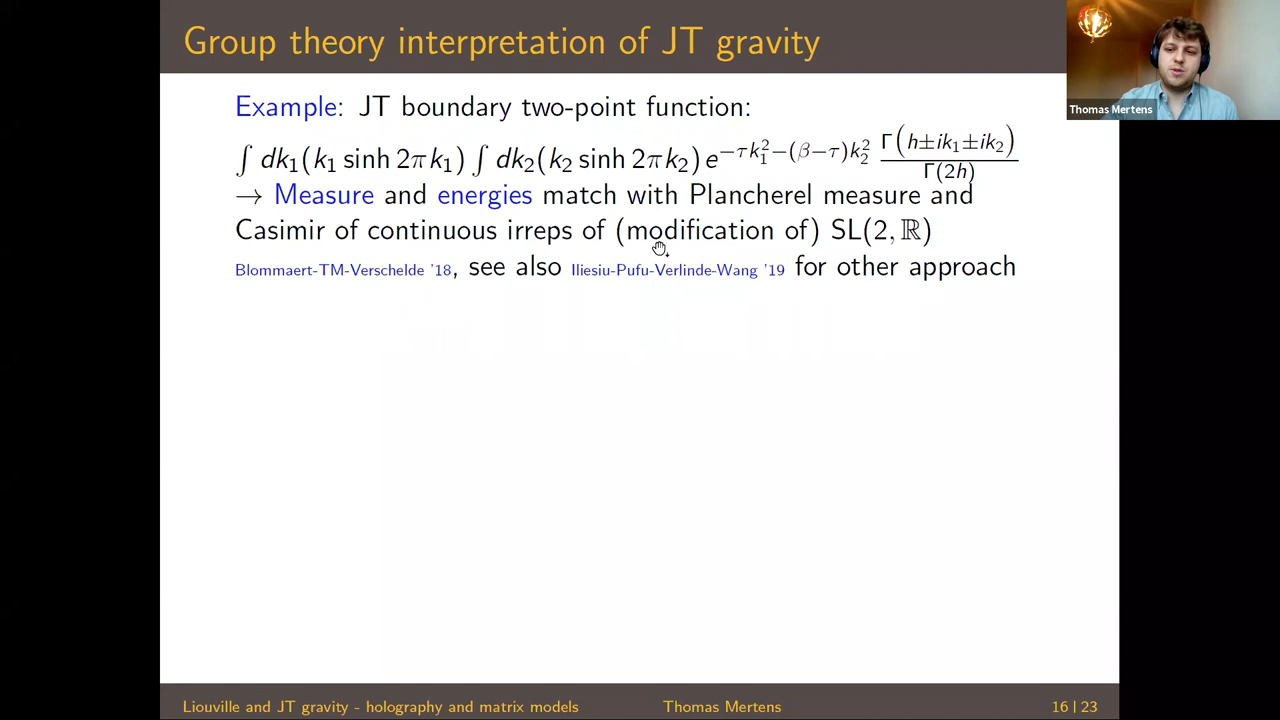 Group theory interpretation of JT gravity
Thomas Mertens
Example: JT boundary two-point function:
∫ dk₁(k₁ sinh 2πk₁) ∫ dk₂(k₂ sinh 2πk₂) e^{−τk₁²−(β−τ)k₂²} Γ(h±ik₁±ik₂)/Γ(2h)
→ Measure and energies match with Plancherel measure and
Casimir of continuous irreps of (modification of) SL(2, ℝ)
Blommaert-TM-Verschelde '18, see also Iliesiu-Pufu-Verlinde-Wang '19 for other approach
Liouville and JT gravity - holography and matrix models Thomas Mertens 16 | 23